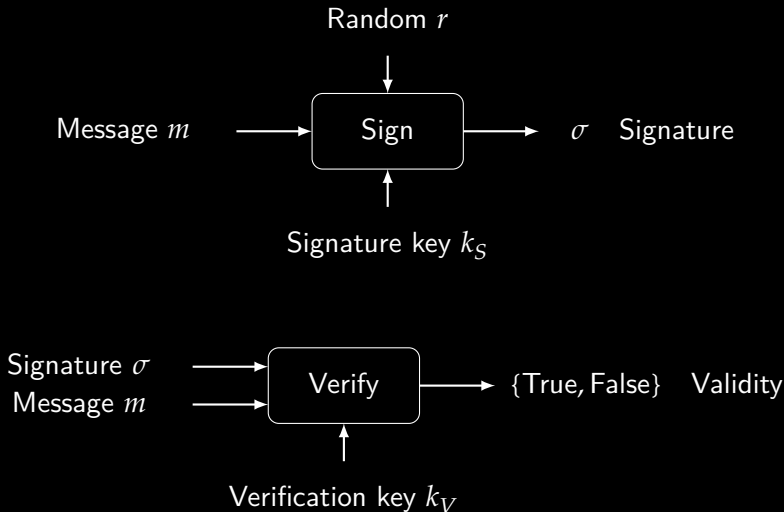 Random r
Message m
Sign
σ Signature
Signature key k_S
Signature σ
Message m
Verify
{True, False} Validity
Verification key k_V